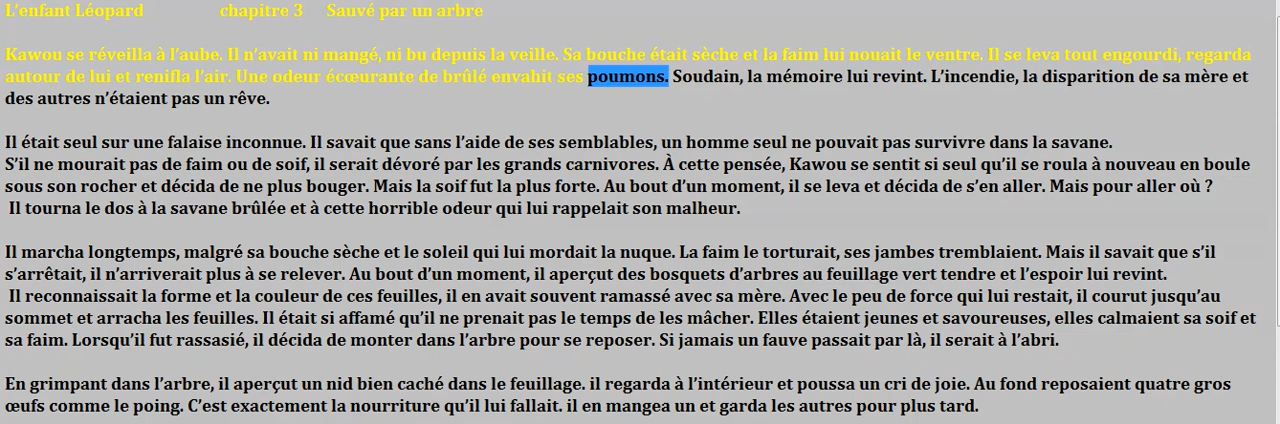 L’enfant Léopard chapitre 3 Sauvé par un arbre
Kawou se réveilla à l’aube. Il n’avait ni mangé, ni bu depuis la veille. Sa bouche était sèche et la faim lui nouait le ventre. Il se leva tout engourdi, regarda
autour de lui et renifla l’air. Une odeur écœurante de brûlé envahit ses poumons. Soudain, la mémoire lui revint. L’incendie, la disparition de sa mère et
des autres n’étaient pas un rêve.
Il était seul sur une falaise inconnue. Il savait que sans l’aide de ses semblables, un homme seul ne pouvait pas survivre dans la savane.
S’il ne mourait pas de faim ou de soif, il serait dévoré par les grands carnivores. À cette pensée, Kawou se sentit si seul qu’il se roula à nouveau en boule
sous son rocher et décida de ne plus bouger. Mais la soif fut la plus forte. Au bout d’un moment, il se leva et décida de s’en aller. Mais pour aller où ?
Il tourna le dos à la savane brûlée et à cette horrible odeur qui lui rappelait son malheur.
Il marcha longtemps, malgré sa bouche sèche et le soleil qui lui mordait la nuque. La faim le torturait, ses jambes tremblaient. Mais il savait que s’il
s’arrêtait, il n’arriverait plus à se relever. Au bout d’un moment, il aperçut des bosquets d’arbres au feuillage vert tendre et l’espoir lui revint.
Il reconnaissait la forme et la couleur de ces feuilles, il en avait souvent ramassé avec sa mère. Avec le peu de force qui lui restait, il courut jusqu’au
sommet et arracha les feuilles. Il était si affamé qu’il ne prenait pas le temps de les mâcher. Elles étaient jeunes et savoureuses, elles calmaient sa soif et
sa faim. Lorsqu’il fut rassasié, il décida de monter dans l’arbre pour se reposer. Si jamais un fauve passait par là, il serait à l’abri.
En grimpant dans l’arbre, il aperçut un nid bien caché dans le feuillage. il regarda à l’intérieur et poussa un cri de joie. Au fond reposaient quatre gros
œufs comme le poing. C’est exactement la nourriture qu’il lui fallait. il en mangea un et garda les autres pour plus tard.